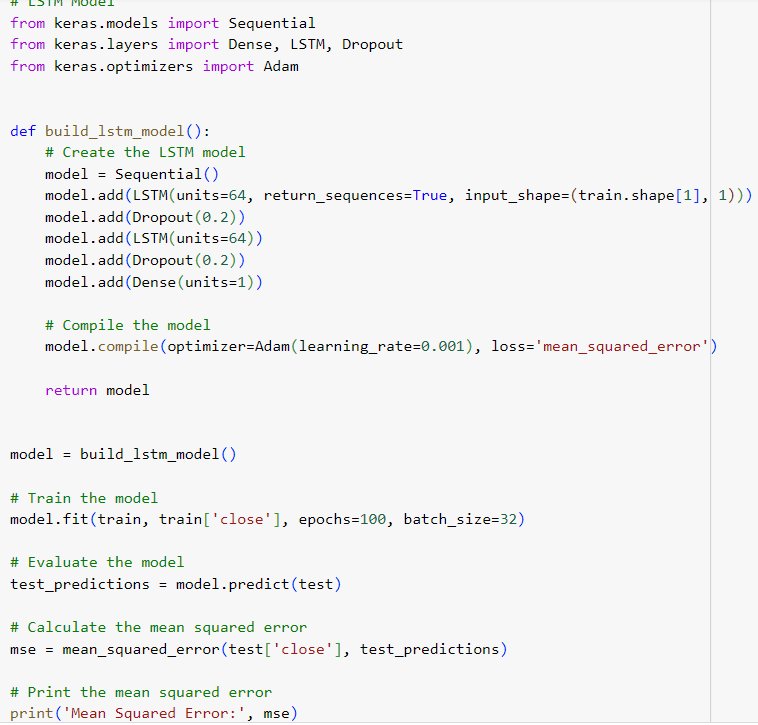 # LSTM Model
from keras.models import Sequential
from keras.layers import Dense, LSTM, Dropout
from keras.optimizers import Adam
def build_lstm_model():
    # Create the LSTM model
    model = Sequential()
    model.add(LSTM(units=64, return_sequences=True, input_shape=(train.shape[1], 1)))
    model.add(Dropout(0.2))
    model.add(LSTM(units=64))
    model.add(Dropout(0.2))
    model.add(Dense(units=1))
    # Compile the model
    model.compile(optimizer=Adam(learning_rate=0.001), loss='mean_squared_error')
    return model
model = build_lstm_model()
# Train the model
model.fit(train, train['close'], epochs=100, batch_size=32)
# Evaluate the model
test_predictions = model.predict(test)
# Calculate the mean squared error
mse = mean_squared_error(test['close'], test_predictions)
# Print the mean squared error
print('Mean Squared Error:', mse)